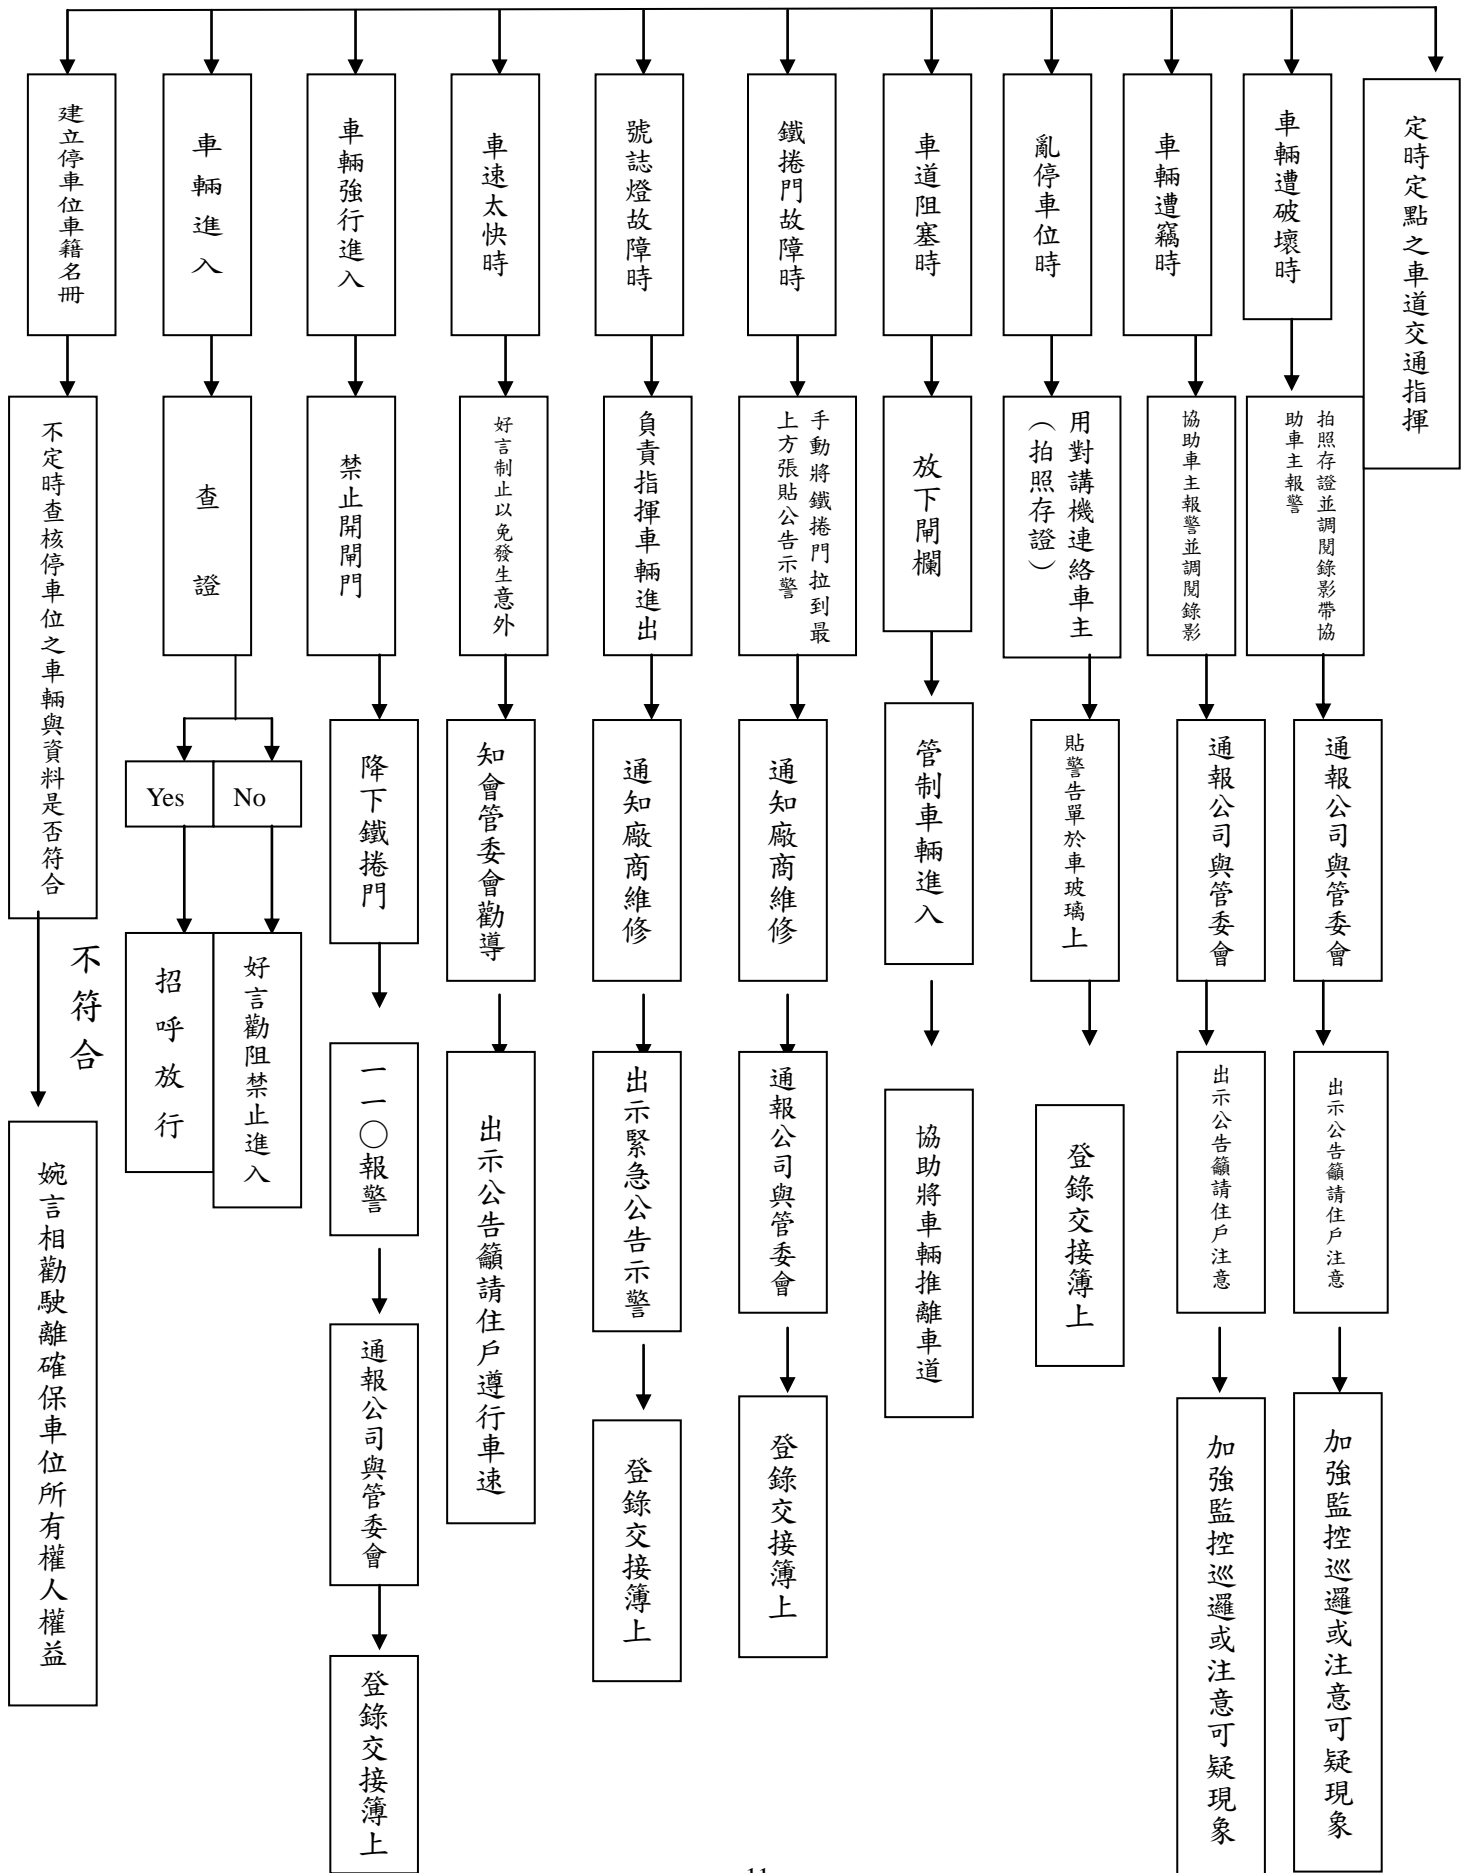 建立停車位車籍名冊
車輛進入
車輛強行進入
車速太快時
號誌燈故障時
鐵捲門故障時
車道阻塞時
亂停車位時
車輛遭竊時
車輛遭破壞時
定時定點之車道交通指揮
不定時查核停車位之車輛與資料是否符合
查證
禁止開閘門
好言制止以免發生意外
負責指揮車輛進出
手動將鐵捲門拉到最
上方張貼公告示警
放下閘欄
用對講機連絡車主
（拍照存證）
協助車主報警並調閱錄影
拍照存證並調閱錄影帶協
助車主報警
Yes
No
降下鐵捲門
知會管委會勸導
通知廠商維修
通知廠商維修
管制車輛進入
貼警告單於車玻璃上
通報公司與管委會
通報公司與管委會
不符合
招呼放行
好言勸阻禁止進入
一一○報警
出示公告籲請住戶遵行車速
出示緊急公告示警
通報公司與管委會
協助將車輛推離車道
登錄交接簿上
出示公告籲請住戶注意
出示公告籲請住戶注意
婉言相勸駛離確保車位所有權人權益
通報公司與管委會
登錄交接簿上
登錄交接簿上
加強監控巡邏或注意可疑現象
加強監控巡邏或注意可疑現象
登錄交接簿上
11